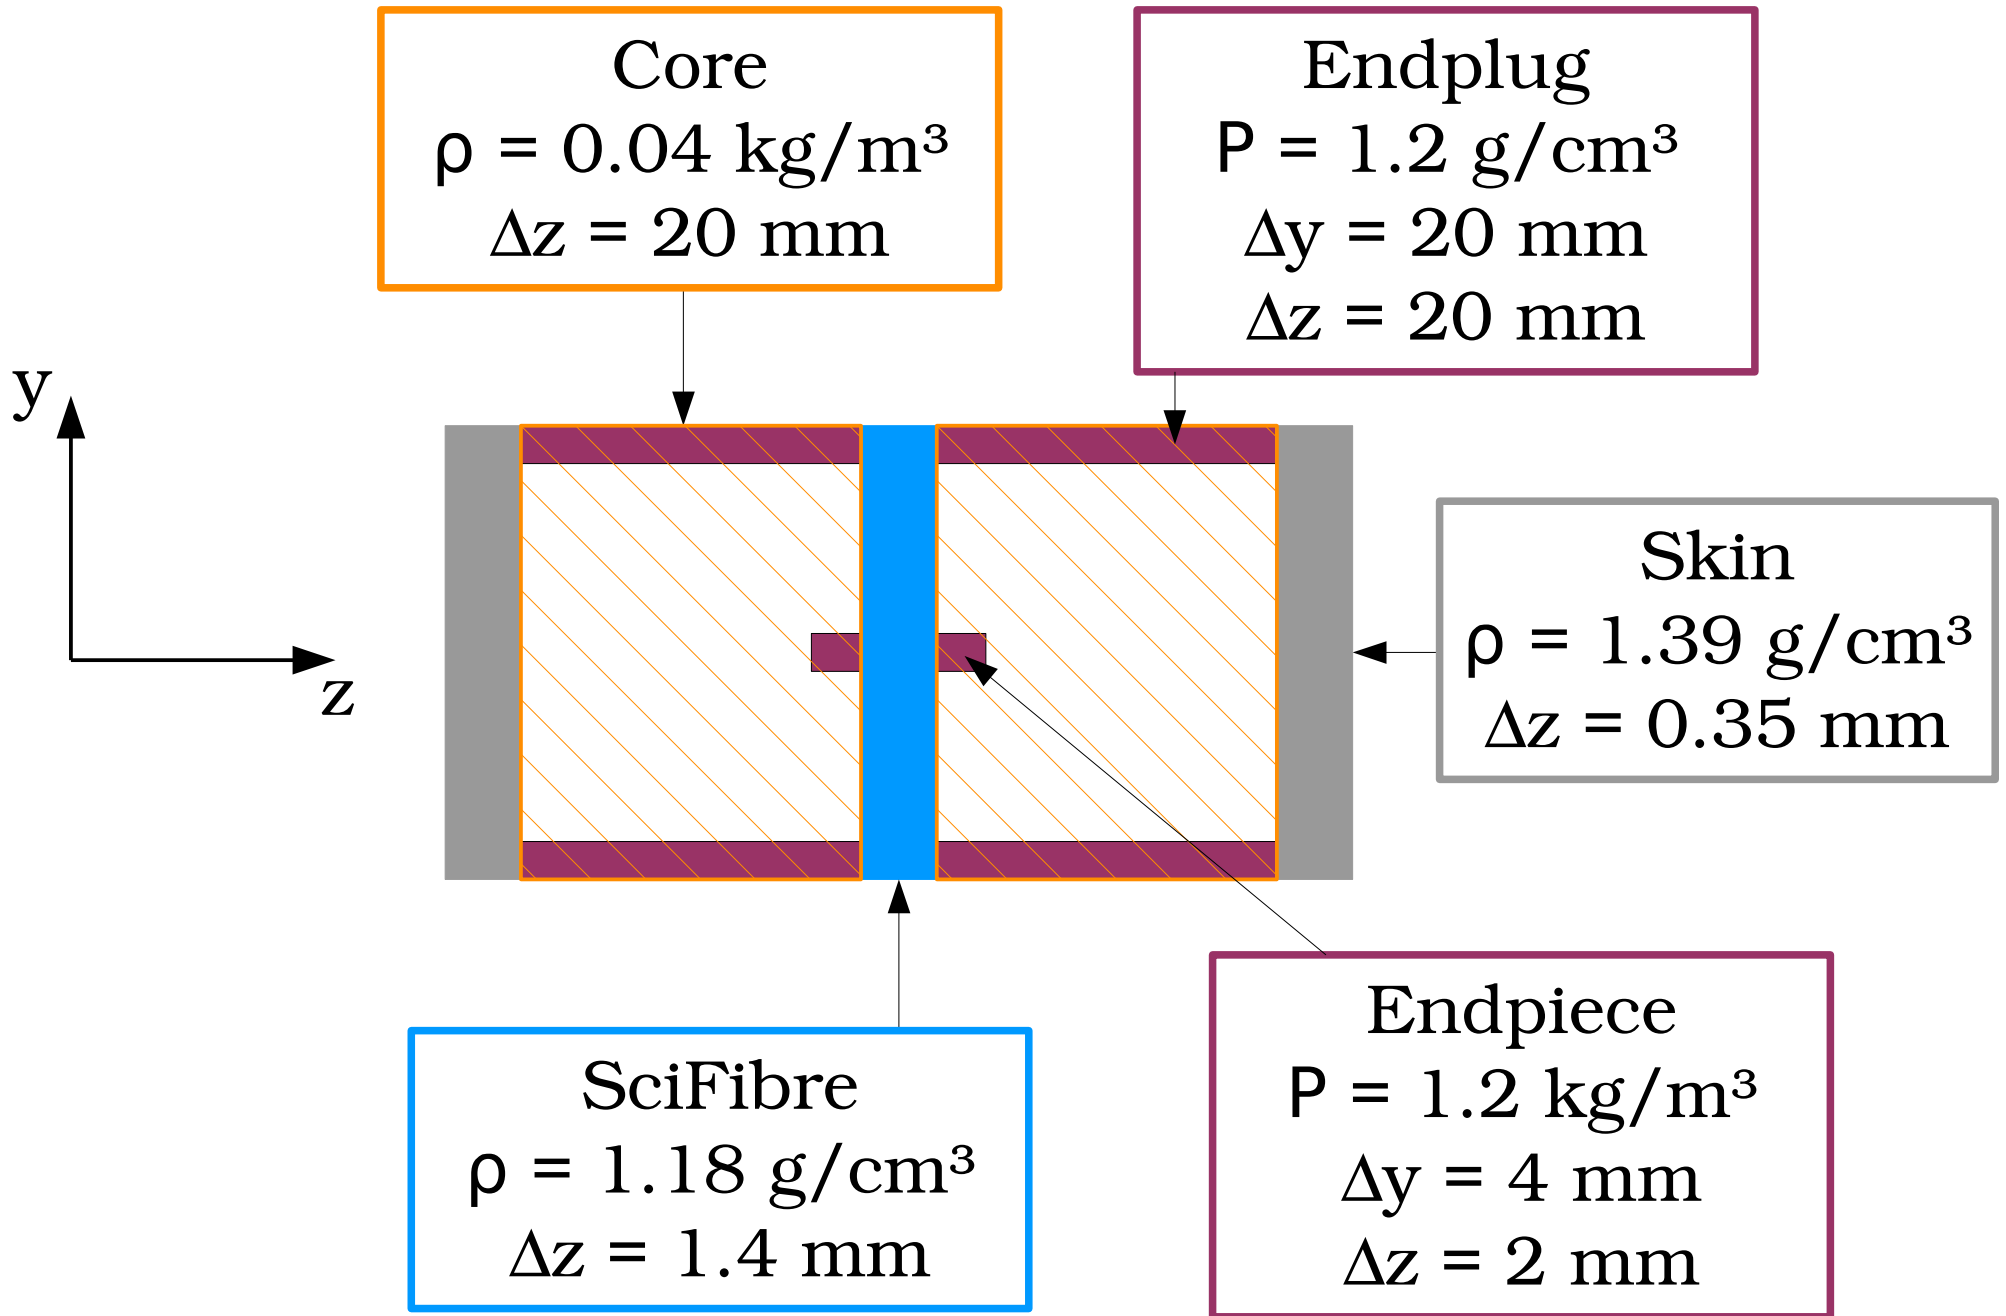 Core
ρ = 0.04 kg/m³
Δz = 20 mm
Endplug
Ρ = 1.2 g/cm³
Δy = 20 mm
Δz = 20 mm
y
z
Skin
ρ = 1.39 g/cm³
Δz = 0.35 mm
SciFibre
ρ = 1.18 g/cm³
Δz = 1.4 mm
Endpiece
Ρ = 1.2 kg/m³
Δy = 4 mm
Δz = 2 mm